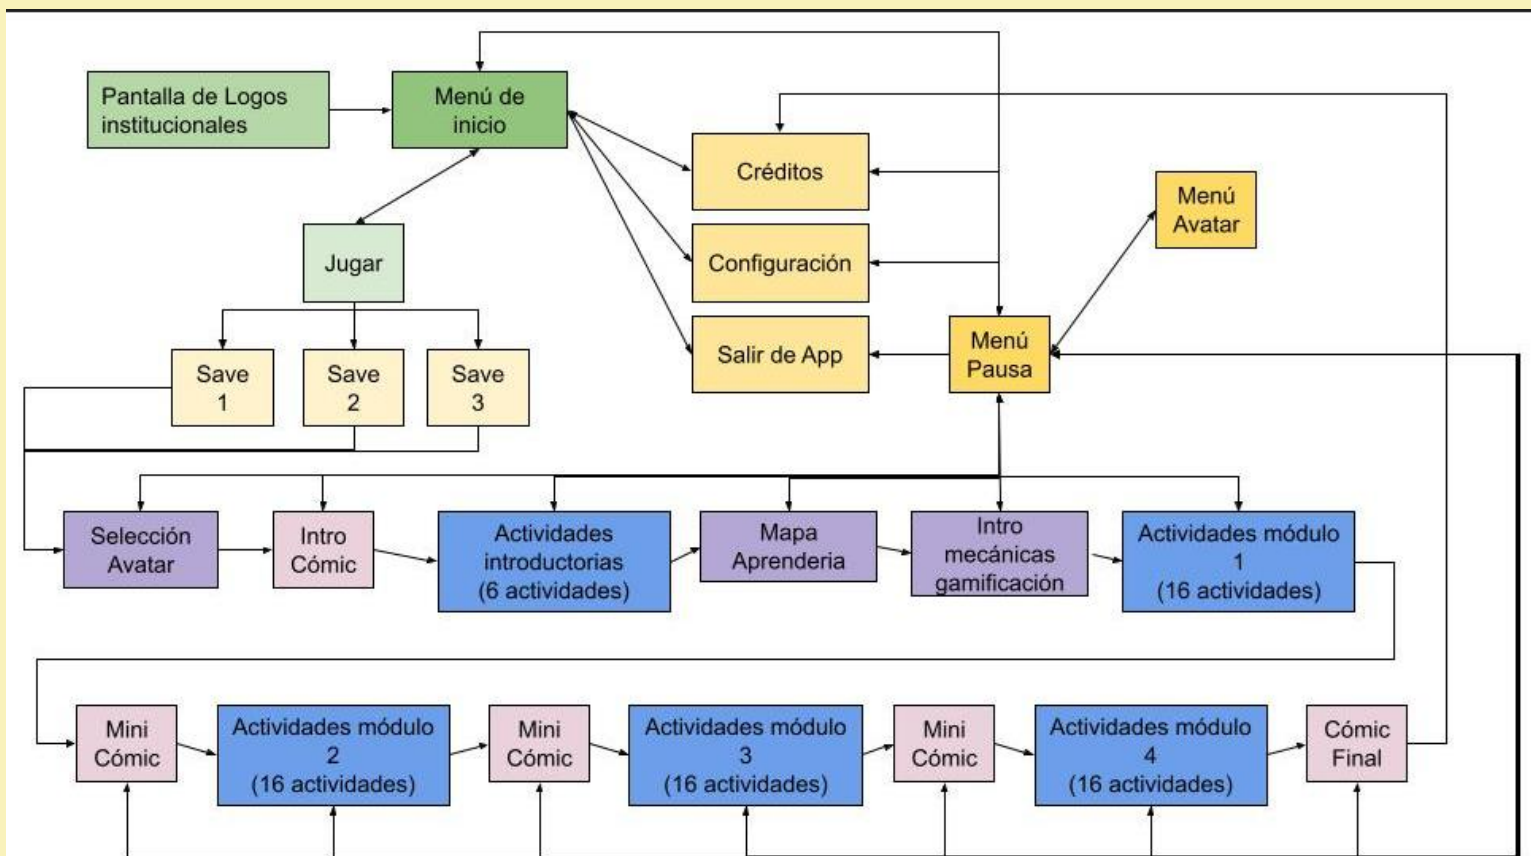 Pantalla de Logos
institucionales
Menú de
inicio
Créditos
Menú
Avatar
Jugar
Configuración
Salir de App
Menú
Pausa
Save
1
Save
2
Save
3
Selección
Avatar
Intro
Cómic
Actividades
introductorias
(6 actividades)
Mapa
Aprenderia
Intro
mecánicas
gamificación
Actividades módulo
1
(16 actividades)
Mini
Cómic
Actividades módulo
2
(16 actividades)
Mini
Cómic
Actividades módulo
3
(16 actividades)
Mini
Cómic
Actividades módulo
4
(16 actividades)
Cómic
Final